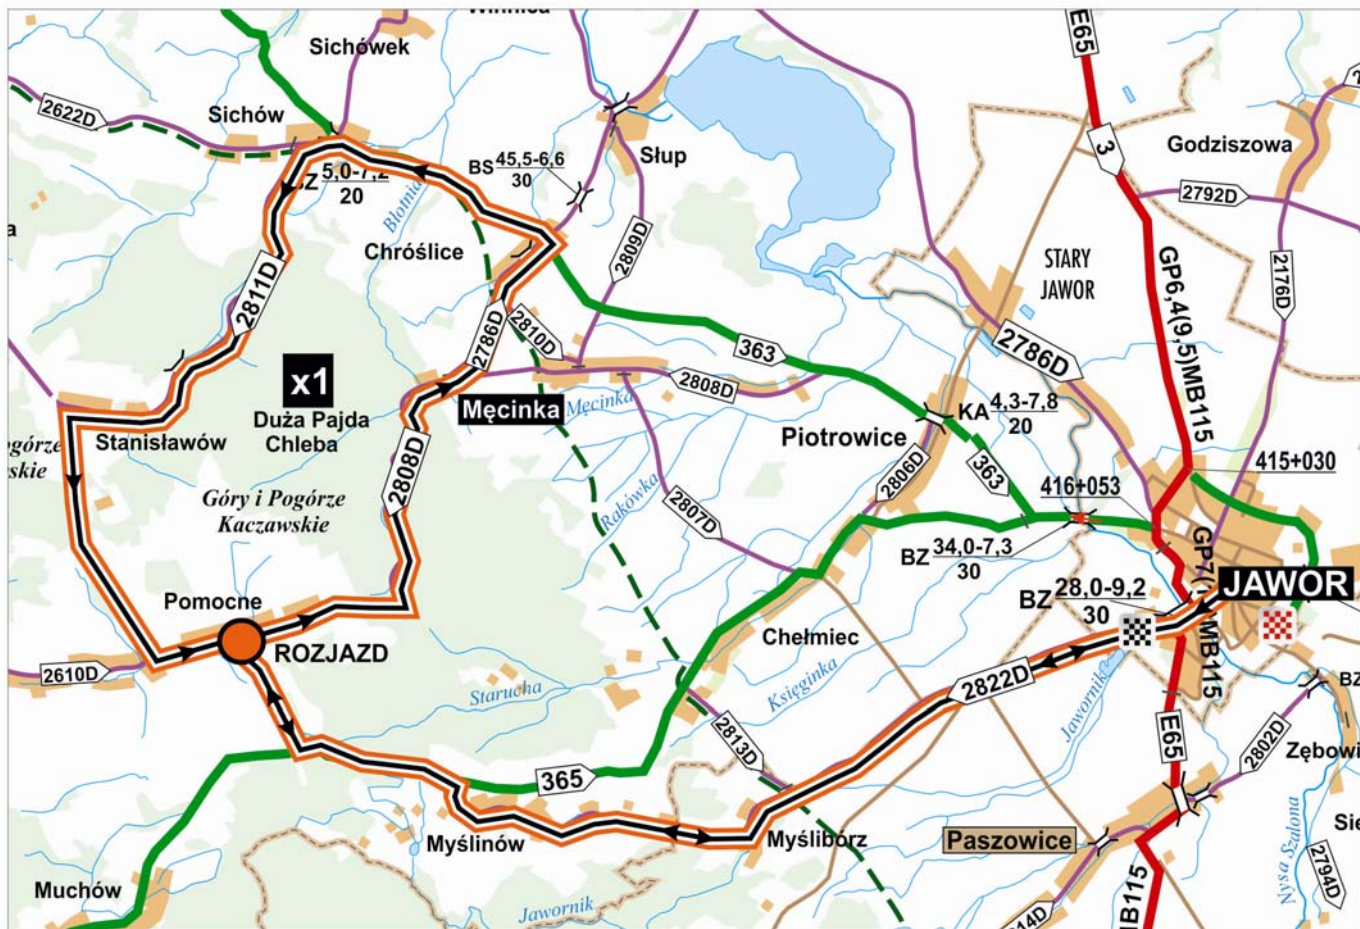 Winnica
Sichówek
E65
2622D
Sichów
3
Godziszowa
Słup
BS 45,5-6,6
30
BZ 5,0-7,2
20
2792D
Błotnia
Chróślice
2809D
STARY
JAWOR
GP6,4(9,5)MB115
2176D
2811D
2786D
2810D
363
2786D
x1
Duża Pajda
Chleba
Męcinka
Męcinka
2808D
KA 4,3-7,8
20
Stanisławów
Piotrowice
2808D
363
415+030
Góry i Pogórze
Kaczawskie
Rakówka
2806D
416+053
2807D
BZ 34,0-7,3
30
GP7(
BZ 28,0-9,2
30
JAWOR
Pomocne
ROZJAZD
Chełmiec
MB115
2610D
Starucha
Księginka
2822D
Jawornik
E65
2802D
BZ
2813D
365
Myślinów
Myślibórz
Paszowice
Nysa Szalona
2794D
Muchów
Jawornik
MB115